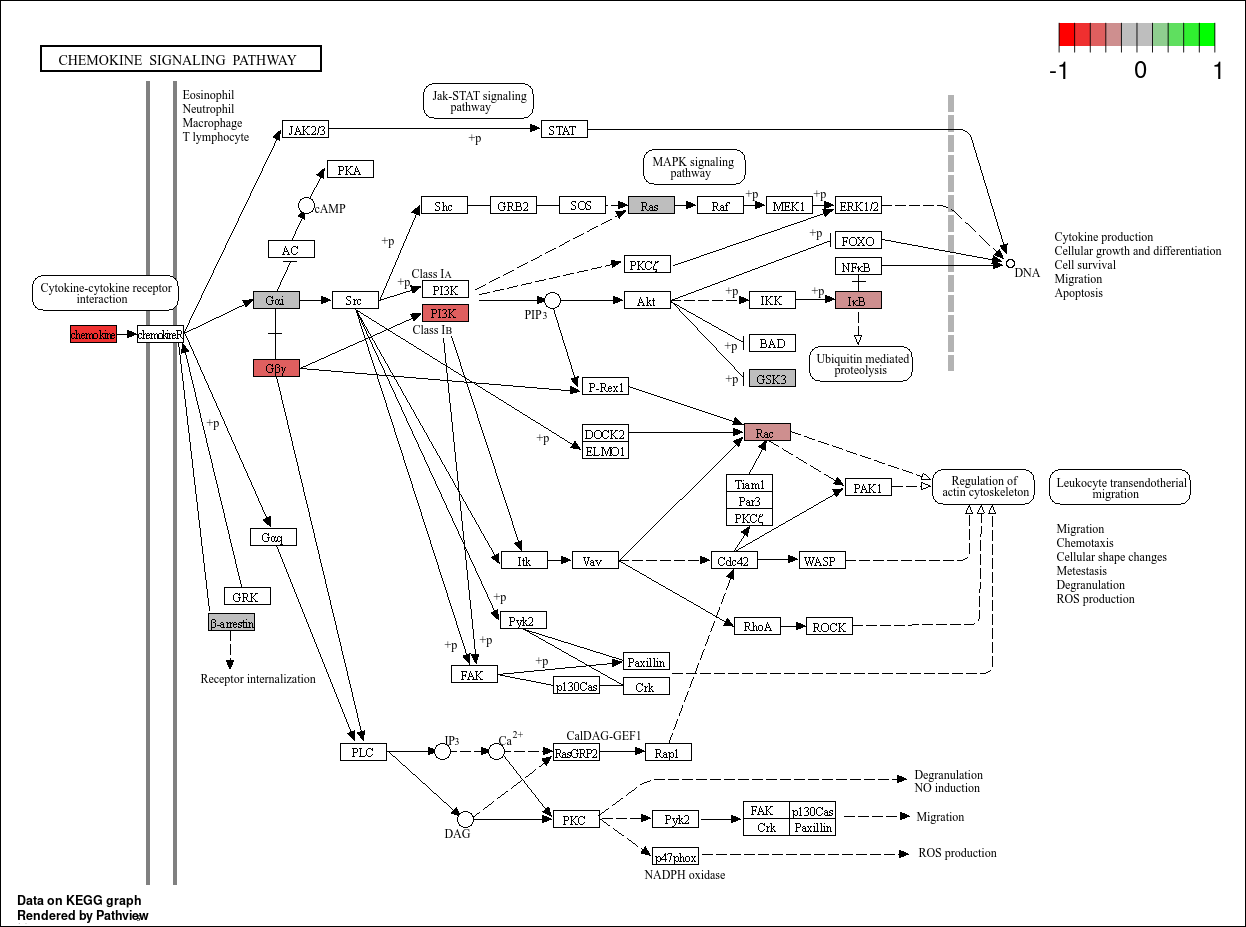 CHEMOKINE SIGNALING PATHWAY
-1 0 1
Eosinophil
Neutrophil
Macrophage
T lymphocyte
Jak-STAT signaling
pathway
JAK2/3
+p
STAT
PKA
MAPK signaling
pathway
cAMP
Shc
GRB2
SOS
Ras
Raf
+p
MEK1
+p
ERK1/2
AC
+p
FOXO
+p
Cytokine production
Cellular growth and differentiation
Cell survival
Migration
Apoptosis
PKCζ
NFκB
DNA
Cytokine-cytokine receptor
interaction
Class IA
+p
PI3K
Gαi
Src
PI3K
Class IB
PIP3
Akt
+p
IKK
+p
IκB
chemokine
chemokineR
+p
BAD
Ubiquitin mediated
proteolysis
Gβγ
+p
GSK3
P-Rex1
+p
+p
DOCK2
ELMO1
Rac
Tiam1
Par3
PKCζ
PAK1
Regulation of
actin cytoskeleton
Leukocyte transendotherial
migration
Gαq
Itk
Vav
Cdc42
WASP
Migration
Chemotaxis
Cellular shape changes
Metestasis
Degranulation
ROS production
GRK
+p
β-arrestin
Pyk2
RhoA
ROCK
+p
+p
+p
Receptor internalization
FAK
Paxillin
p130Cas
Crk
PLC
IP3
Ca2+
CalDAG-GEF1
RasGRP2
Rap1
Degranulation
NO induction
DAG
PKC
Pyk2
FAK
p130Cas
Crk
Paxillin
Migration
p47phox
NADPH oxidase
ROS production
Data on KEGG graph
Rendered by Pathview